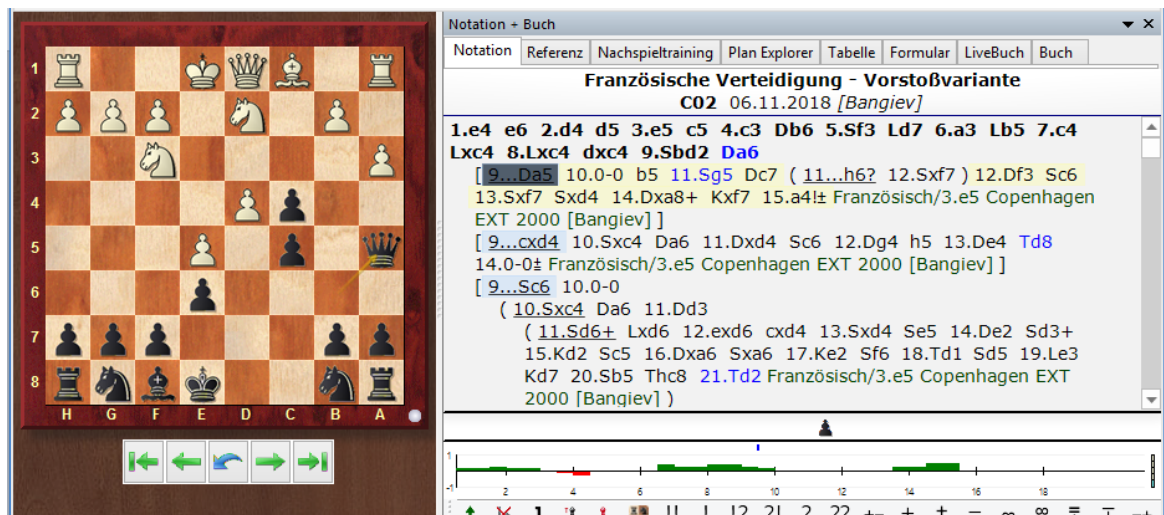 Notation + Buch
Notation Referenz Nachspieltraining Plan Explorer Tabelle Formular LiveBuch Buch
Französische Verteidigung - Vorstoßvariante
C02 06.11.2018 [Bangiev]
1.e4 e6 2.d4 d5 3.e5 c5 4.c3 Db6 5.Sf3 Ld7 6.a3 Lb5 7.c4
Lxc4 8.Lxc4 dxc4 9.Sbd2 Da6
[ 9...Da5 10.0-0 b5 11.Sg5 Dc7 ( 11...h6? 12.Sxf7 ) 12.Df3 Sc6
13.Sxf7 Sxd4 14.Dxa8+ Kxf7 15.a4!± Französisch/3.e5 Copenhagen
EXT 2000 [Bangiev] ]
[ 9...cxd4 10.Sxc4 Da6 11.Dxd4 Sc6 12.Dg4 h5 13.De4 Td8
14.0-0± Französisch/3.e5 Copenhagen EXT 2000 [Bangiev] ]
[ 9...Sc6 10.0-0
( 10.Sxc4 Da6 11.Dd3
( 11.Sd6+ Lxd6 12.exd6 cxd4 13.Sxd4 Se5 14.De2 Sd3+
15.Kd2 Sc5 16.Dxa6 Sxa6 17.Ke2 Sf6 18.Td1 Sd5 19.Le3
Kd7 20.Sb5 Thc8 21.Td2 Französisch/3.e5 Copenhagen EXT
2000 [Bangiev] )
1
2
3
4
5
6
7
8
H G F E D C B A
1
-1
2 4 6 8 10 12 14 16 18
!! ! !? ?! ? ??